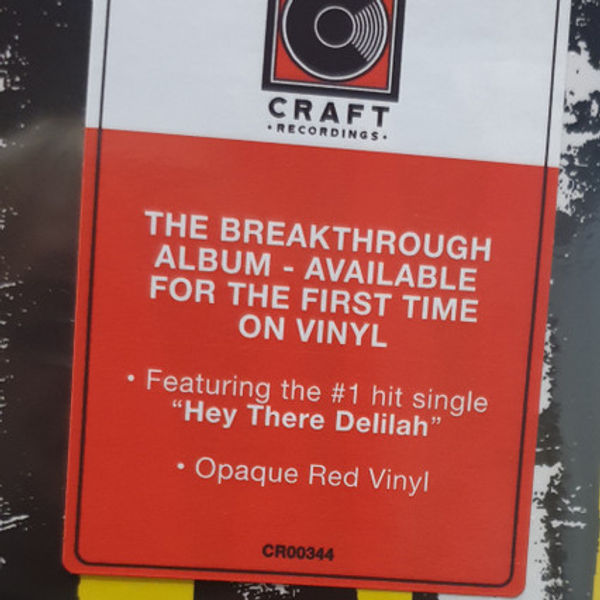 CRAFT
• RECORDINGS •
THE BREAKTHROUGH
ALBUM - AVAILABLE
FOR THE FIRST TIME
ON VINYL
• Featuring the #1 hit single
“Hey There Delilah”
• Opaque Red Vinyl
CR00344